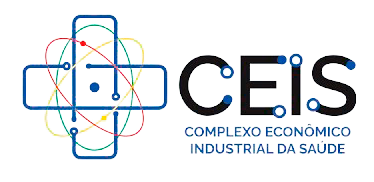 CEIS
COMPLEXO ECONÔMICO
INDUSTRIAL DA SAÚDE